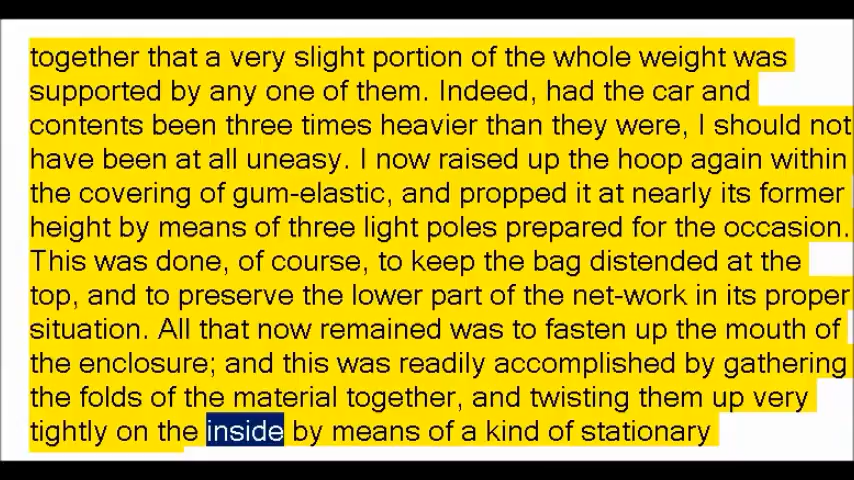 together that a very slight portion of the whole weight was
supported by any one of them. Indeed, had the car and
contents been three times heavier than they were, I should not
have been at all uneasy. I now raised up the hoop again within
the covering of gum-elastic, and propped it at nearly its former
height by means of three light poles prepared for the occasion.
This was done, of course, to keep the bag distended at the
top, and to preserve the lower part of the net-work in its proper
situation. All that now remained was to fasten up the mouth of
the enclosure; and this was readily accomplished by gathering
the folds of the material together, and twisting them up very
tightly on the inside by means of a kind of stationary